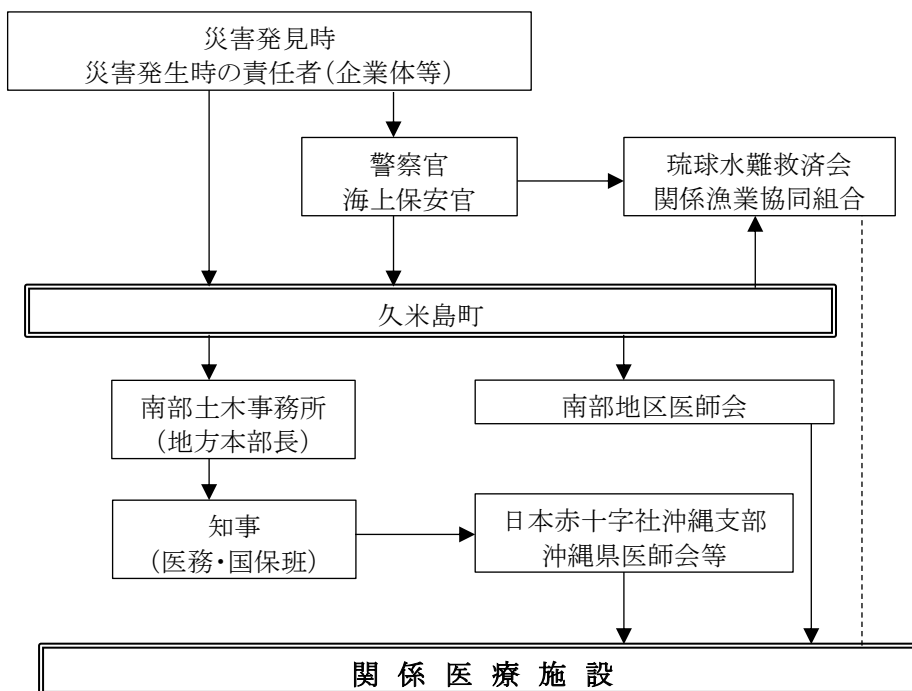 災害発見時
災害発生時の責任者(企業体等)
警察官
海上保安官
琉球水難救済会
関係漁業協同組合
久米島町
南部土木事務所
(地方本部長)
南部地区医師会
知事
(医務・国保班)
日本赤十字社沖縄支部
沖縄県医師会等
関係医療施設